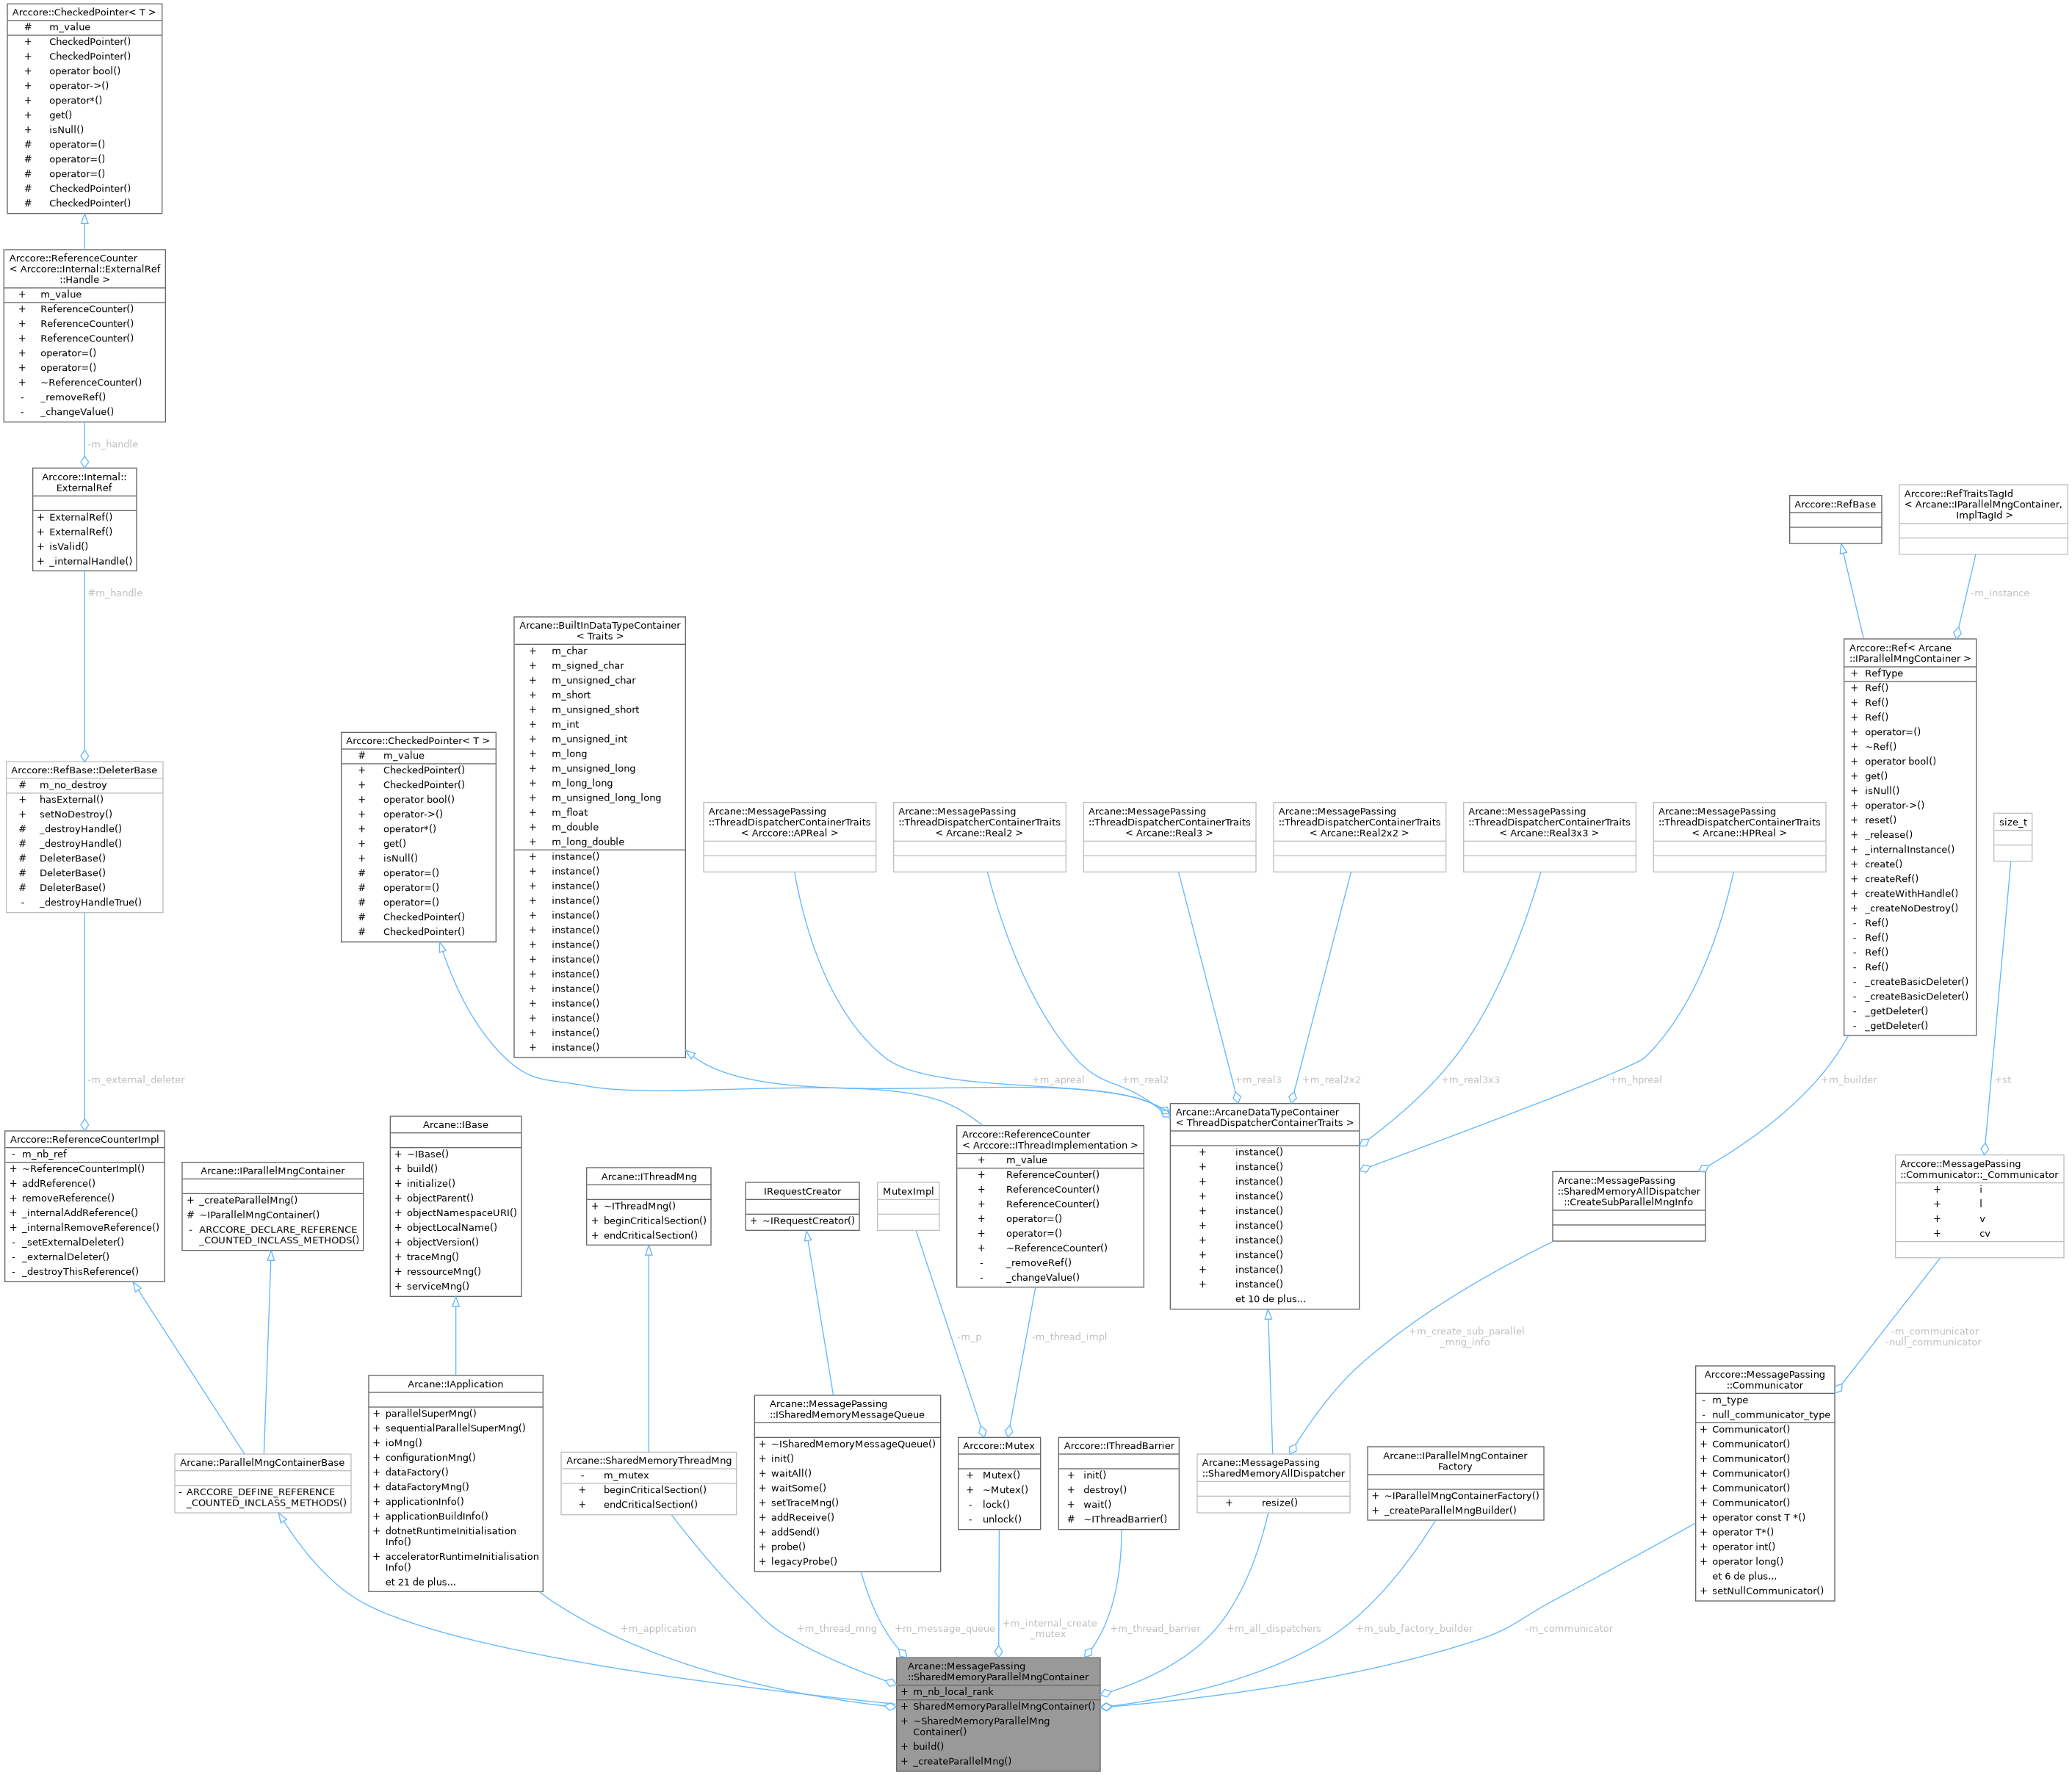 Arccore::CheckedPointer< T >
# m_value
+ CheckedPointer()
+ CheckedPointer()
+ operator bool()
+ operator->()
+ operator*()
+ get()
+ isNull()
# operator=()
# operator=()
# operator=()
# CheckedPointer()
# CheckedPointer()
Arccore::ReferenceCounter
< Arccore::Internal::ExternalRef
::Handle >
+ m_value
+ ReferenceCounter()
+ ReferenceCounter()
+ ReferenceCounter()
+ operator=()
+ operator=()
+ ~ReferenceCounter()
- _removeRef()
- _changeValue()
-m_handle
Arccore::Internal::
ExternalRef
+ ExternalRef()
+ ExternalRef()
+ isValid()
+ _internalHandle()
#m_handle
Arccore::RefBase::DeleterBase
# m_no_destroy
+ hasExternal()
+ setNoDestroy()
# _destroyHandle()
# _destroyHandle()
# DeleterBase()
# DeleterBase()
# DeleterBase()
- _destroyHandleTrue()
-m_external_deleter
Arccore::ReferenceCounterImpl
- m_nb_ref
+ ~ReferenceCounterImpl()
+ addReference()
+ removeReference()
+ _internalAddReference()
+ _internalRemoveReference()
- _setExternalDeleter()
- _externalDeleter()
- _destroyThisReference()
Arcane::IParallelMngContainer
+ _createParallelMng()
# ~IParallelMngContainer()
- ARCCORE_DECLARE_REFERENCE
_COUNTED_INCLASS_METHODS()
Arcane::ParallelMngContainerBase
- ARCCORE_DEFINE_REFERENCE
_COUNTED_INCLASS_METHODS()
Arcane::IBase
+ ~IBase()
+ build()
+ initialize()
+ objectParent()
+ objectNamespaceURI()
+ objectLocalName()
+ objectVersion()
+ traceMng()
+ ressourceMng()
+ serviceMng()
Arcane::IApplication
+ parallelSuperMng()
+ sequentialParallelSuperMng()
+ ioMng()
+ configurationMng()
+ dataFactory()
+ dataFactoryMng()
+ applicationInfo()
+ applicationBuildInfo()
+ dotnetRuntimeInitialisation
Info()
+ acceleratorRuntimeInitialisation
Info()
et 21 de plus...
+m_application
Arccore::CheckedPointer< T >
# m_value
+ CheckedPointer()
+ CheckedPointer()
+ operator bool()
+ operator->()
+ operator*()
+ get()
+ isNull()
# operator=()
# operator=()
# operator=()
# CheckedPointer()
# CheckedPointer()
Arcane::BuiltInDataTypeContainer
< Traits >
+ m_char
+ m_signed_char
+ m_unsigned_char
+ m_short
+ m_unsigned_short
+ m_int
+ m_unsigned_int
+ m_long
+ m_unsigned_long
+ m_long_long
+ m_unsigned_long_long
+ m_float
+ m_double
+ m_long_double
+ instance()
+ instance()
+ instance()
+ instance()
+ instance()
+ instance()
+ instance()
+ instance()
+ instance()
+ instance()
+ instance()
+ instance()
+ instance()
+ instance()
Arcane::MessagePassing
::ThreadDispatcherContainerTraits
< Arccore::APReal >
Arcane::MessagePassing
::ThreadDispatcherContainerTraits
< Arcane::Real2 >
Arcane::MessagePassing
::ThreadDispatcherContainerTraits
< Arcane::Real3 >
Arcane::MessagePassing
::ThreadDispatcherContainerTraits
< Arcane::Real2x2 >
Arcane::MessagePassing
::ThreadDispatcherContainerTraits
< Arcane::Real3x3 >
Arcane::MessagePassing
::ThreadDispatcherContainerTraits
< Arcane::HPReal >
+m_apreal
+m_real2
+m_real3
+m_real2x2
+m_real3x3
+m_hpreal
Arcane::IThreadMng
+ ~IThreadMng()
+ beginCriticalSection()
+ endCriticalSection()
Arcane::SharedMemoryThreadMng
- m_mutex
+ beginCriticalSection()
+ endCriticalSection()
+m_thread_mng
IRequestCreator
+ ~IRequestCreator()
Arcane::MessagePassing
::ISharedMemoryMessageQueue
+ ~ISharedMemoryMessageQueue()
+ init()
+ waitAll()
+ waitSome()
+ setTraceMng()
+ addReceive()
+ addSend()
+ probe()
+ legacyProbe()
+m_message_queue
MutexImpl
-m_p
Arccore::ReferenceCounter
< Arccore::IThreadImplementation >
+ m_value
+ ReferenceCounter()
+ ReferenceCounter()
+ ReferenceCounter()
+ operator=()
+ operator=()
+ ~ReferenceCounter()
- _removeRef()
- _changeValue()
-m_thread_impl
Arccore::Mutex
+ Mutex()
+ ~Mutex()
- lock()
- unlock()
+m_internal_create
_mutex
Arccore::IThreadBarrier
+ init()
+ destroy()
+ wait()
# ~IThreadBarrier()
+m_thread_barrier
Arcane::ArcaneDataTypeContainer
< ThreadDispatcherContainerTraits >
+ instance()
+ instance()
+ instance()
+ instance()
+ instance()
+ instance()
+ instance()
+ instance()
+ instance()
+ instance()
et 10 de plus...
Arcane::MessagePassing
::SharedMemoryAllDispatcher
+ resize()
+m_all_dispatchers
Arccore::RefBase
Arccore::RefTraitsTagId
< Arcane::IParallelMngContainer,
ImplTagId >
-m_instance
Arccore::Ref< Arcane
::IParallelMngContainer >
+ RefType
+ Ref()
+ Ref()
+ Ref()
+ operator=()
+ ~Ref()
+ operator bool()
+ get()
+ isNull()
+ operator->()
+ reset()
+ _release()
+ _internalInstance()
+ create()
+ createRef()
+ createWithHandle()
+ _createNoDestroy()
- Ref()
- Ref()
- Ref()
- Ref()
- _createBasicDeleter()
- _createBasicDeleter()
- _getDeleter()
- _getDeleter()
+m_builder
Arcane::MessagePassing
::SharedMemoryAllDispatcher
::CreateSubParallelMngInfo
+m_create_sub_parallel
_mng_info
Arcane::IParallelMngContainer
Factory
+ ~IParallelMngContainerFactory()
+ _createParallelMngBuilder()
+m_sub_factory_builder
size_t
+st
Arccore::MessagePassing
::Communicator::_Communicator
+ i
+ l
+ v
+ cv
-m_communicator
-null_communicator
Arccore::MessagePassing
::Communicator
- m_type
- null_communicator_type
+ Communicator()
+ Communicator()
+ Communicator()
+ Communicator()
+ Communicator()
+ Communicator()
+ operator const T *()
+ operator T*()
+ operator int()
+ operator long()
et 6 de plus...
+ setNullCommunicator()
-m_communicator
Arcane::MessagePassing
::SharedMemoryParallelMngContainer
+ m_nb_local_rank
+ SharedMemoryParallelMngContainer()
+ ~SharedMemoryParallelMng
Container()
+ build()
+ _createParallelMng()